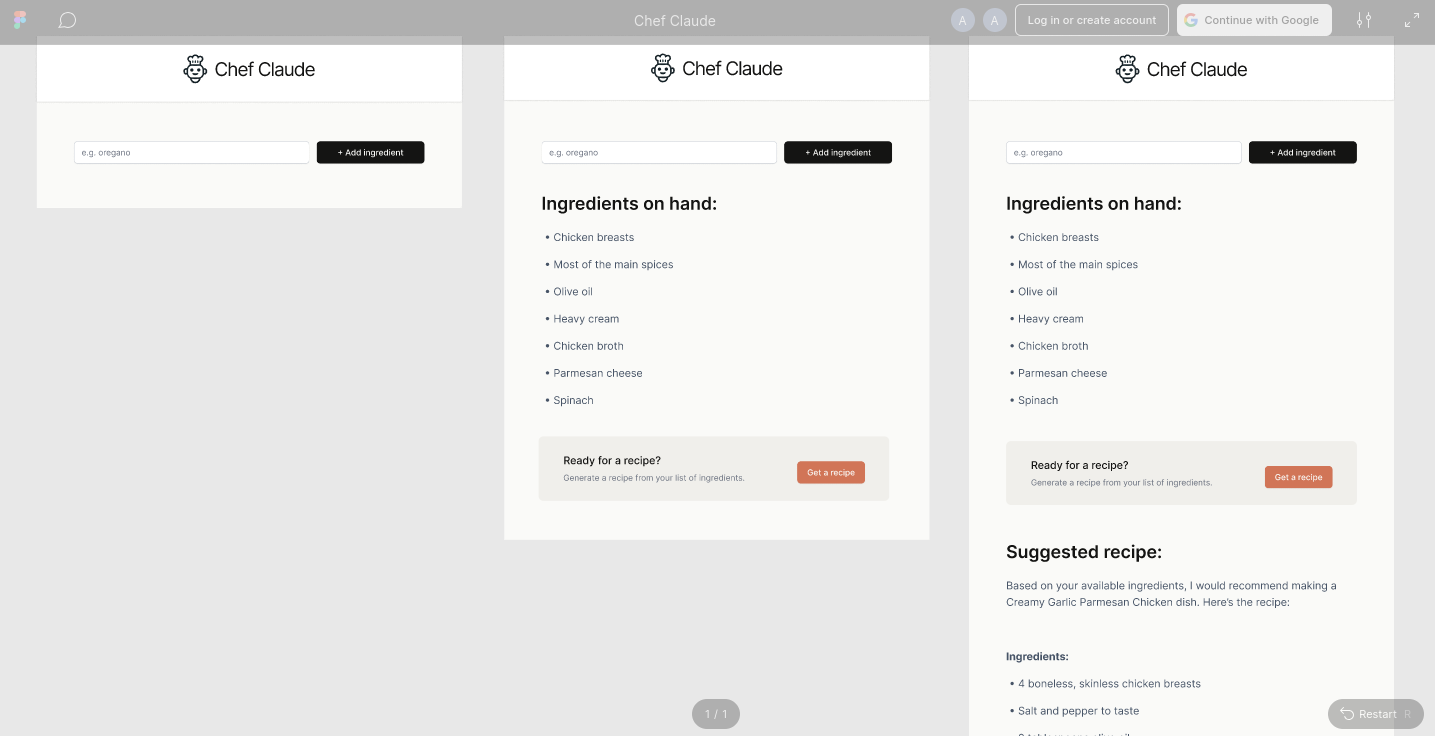 Chef Claude
A
A
Log in or create account
Continue with Google
Chef Claude
e.g. oregano
+ Add ingredient
Chef Claude
e.g. oregano
+ Add ingredient
Ingredients on hand:
• Chicken breasts
• Most of the main spices
• Olive oil
• Heavy cream
• Chicken broth
• Parmesan cheese
• Spinach
Ready for a recipe?
Generate a recipe from your list of ingredients.
Get a recipe
Chef Claude
e.g. oregano
+ Add ingredient
Ingredients on hand:
• Chicken breasts
• Most of the main spices
• Olive oil
• Heavy cream
• Chicken broth
• Parmesan cheese
• Spinach
Ready for a recipe?
Generate a recipe from your list of ingredients.
Get a recipe
Suggested recipe:
Based on your available ingredients, I would recommend making a
Creamy Garlic Parmesan Chicken dish. Here's the recipe:
Ingredients:
• 4 boneless, skinless chicken breasts
• Salt and pepper to taste
1 / 1
Restart R